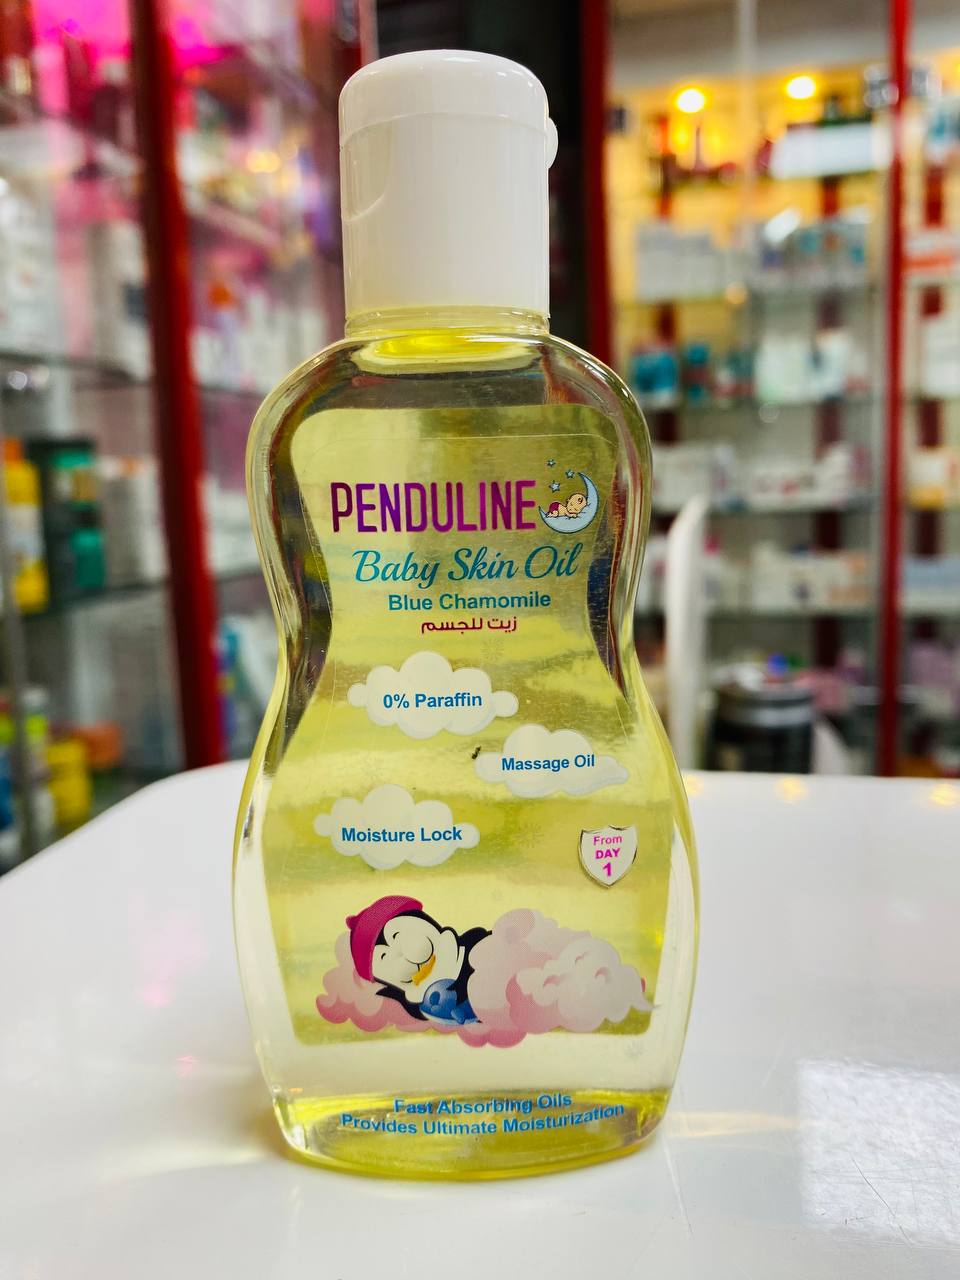 PENDULINE
Baby Skin Oil
Blue Chamomile
زيت للجسم
0% Paraffin
Massage Oil
Moisture Lock
From
DAY
1
Fast Absorbing Oils
Provides Ultimate Moisturization